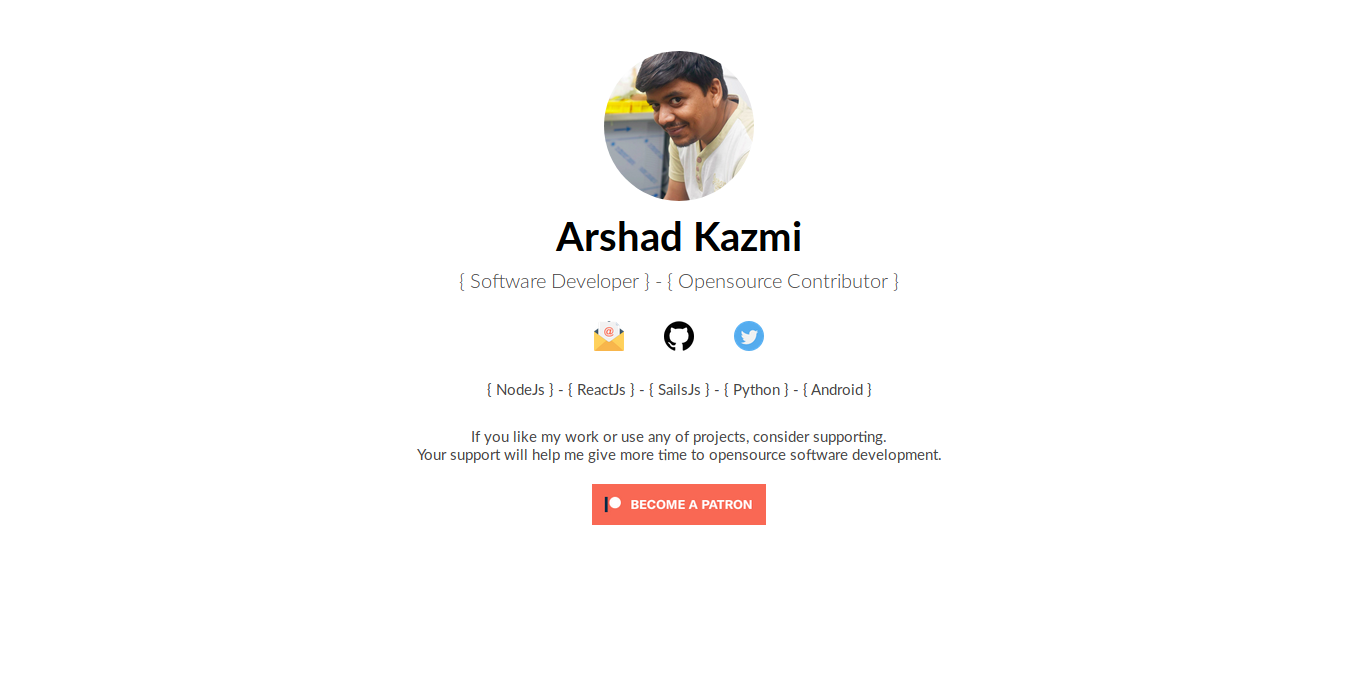 Arshad Kazmi
{ Software Developer } - { Opensource Contributor }
@
{ NodeJs } - { ReactJs } - { SailsJs } - { Python } - { Android }
If you like my work or use any of projects, consider supporting.
Your support will help me give more time to opensource software development.
BECOME A PATRON